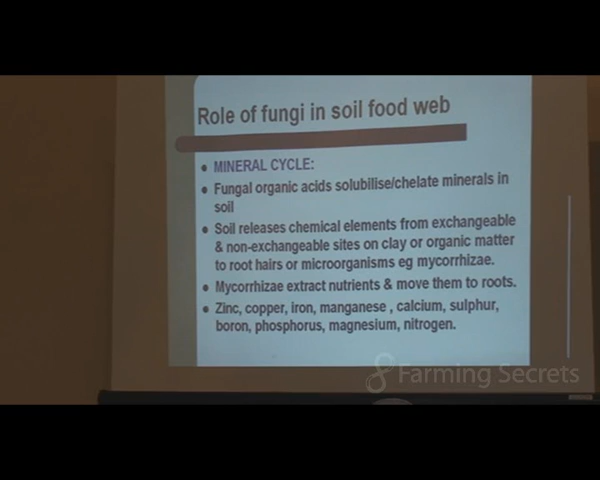 Role of fungi in soil food web
MINERAL CYCLE:
Fungal organic acids solubilise/chelate minerals in
soil
Soil releases chemical elements from exchangeable
& non-exchangeable sites on clay or organic matter
to root hairs or microorganisms eg mycorrhizae.
Mycorrhizae extract nutrients & move them to roots.
Zinc, copper, iron, manganese , calcium, sulphur,
boron, phosphorus, magnesium, nitrogen.
Farming Secrets